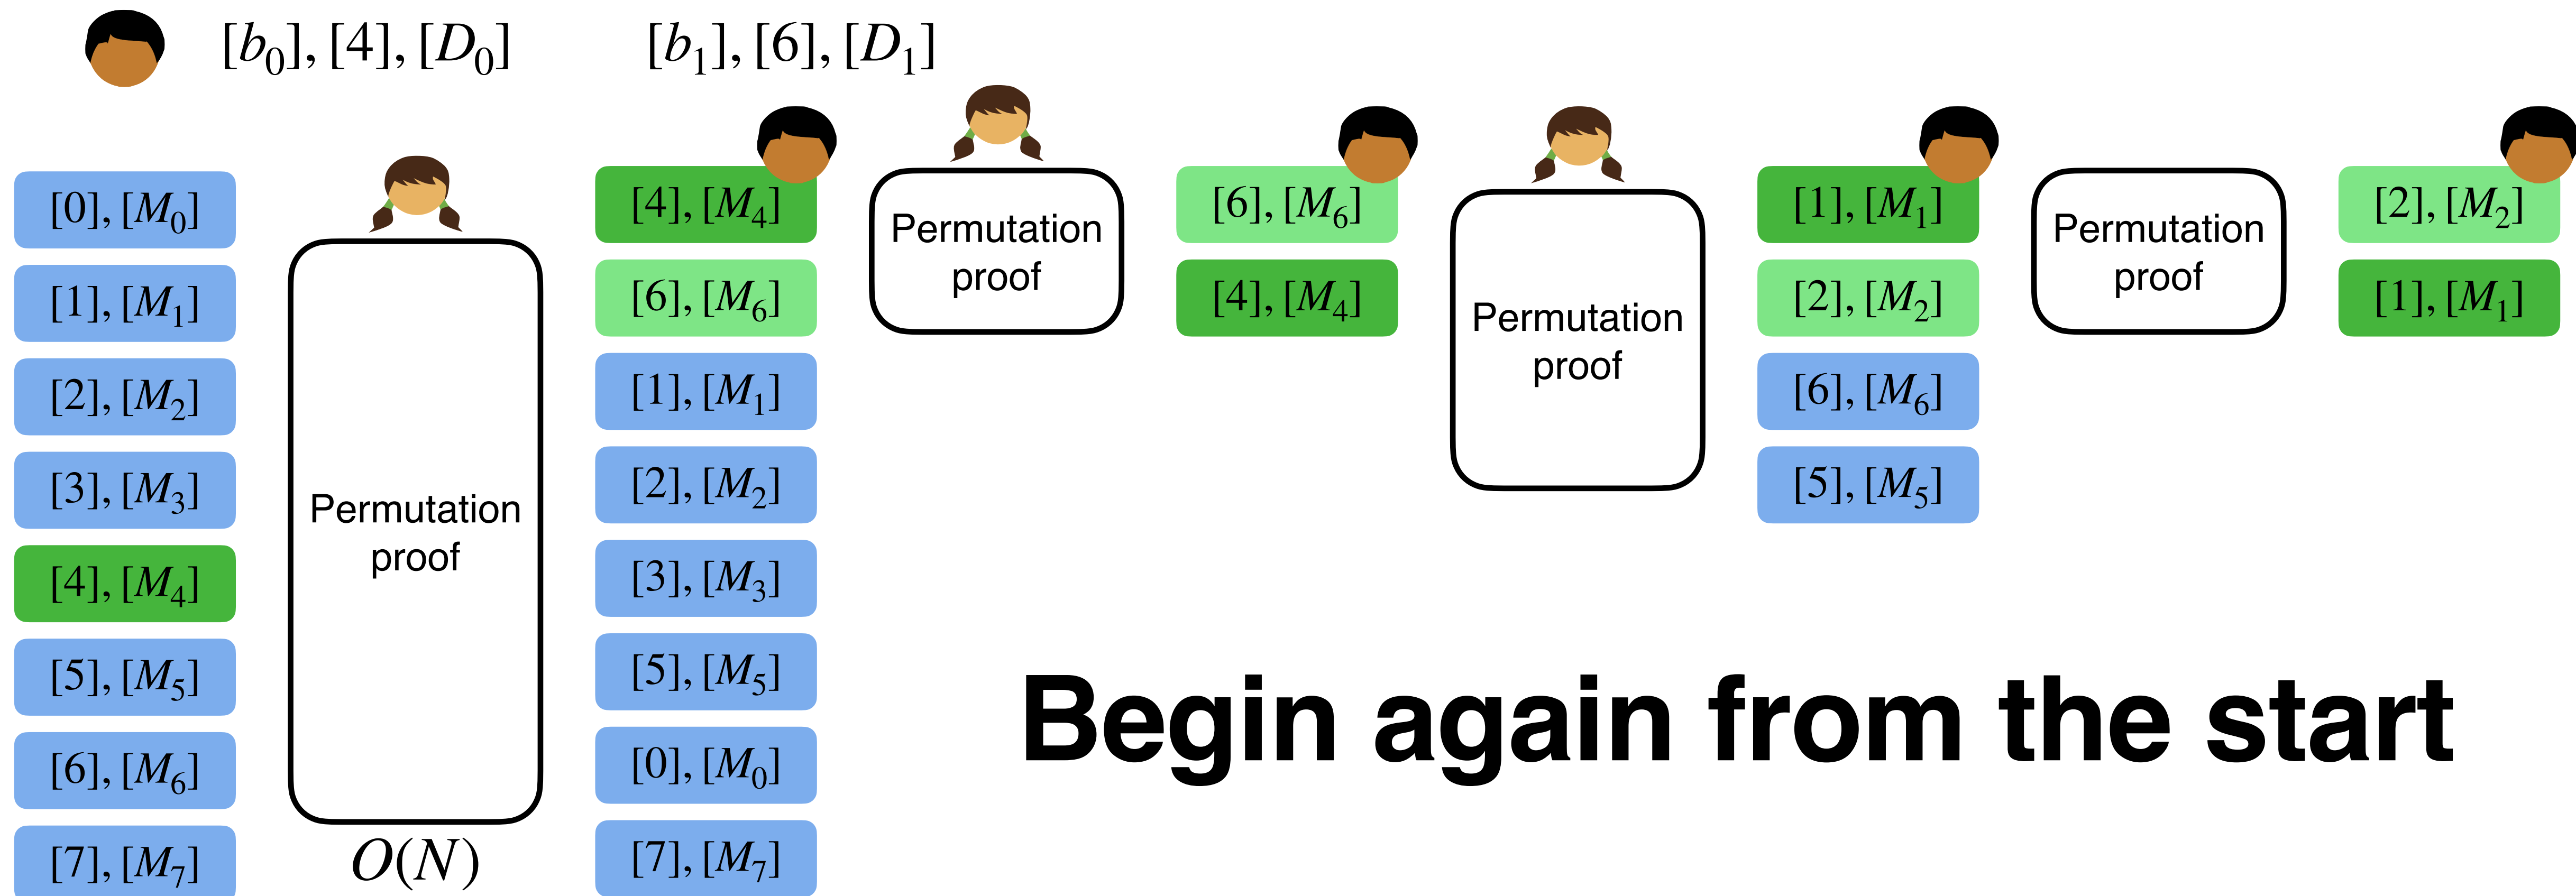 [b₀], [4], [D₀]
[b₁], [6], [D₁]
[0], [M₀]
[1], [M₁]
[2], [M₂]
[3], [M₃]
[4], [M₄]
[5], [M₅]
[6], [M₆]
[7], [M₇]
Permutation
proof
O(N)
[4], [M₄]
[6], [M₆]
[1], [M₁]
[2], [M₂]
[3], [M₃]
[5], [M₅]
[0], [M₀]
[7], [M₇]
Permutation
proof
[6], [M₆]
[4], [M₄]
Permutation
proof
[1], [M₁]
[2], [M₂]
[6], [M₆]
[5], [M₅]
Permutation
proof
[2], [M₂]
[1], [M₁]
Begin again from the start